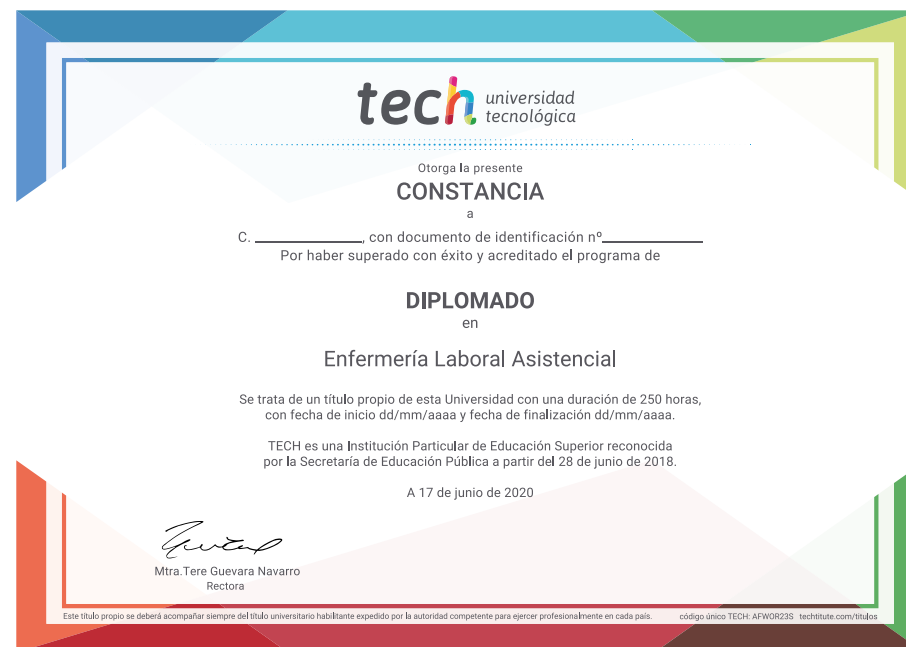 tech universidad
tecnológica
Otorga la presente
CONSTANCIA
a
C. ____________, con documento de identificación nº____________
Por haber superado con éxito y acreditado el programa de
DIPLOMADO
en
Enfermería Laboral Asistencial
Se trata de un título propio de esta Universidad con una duración de 250 horas,
con fecha de inicio dd/mm/aaaa y fecha de finalización dd/mm/aaaa.
TECH es una Institución Particular de Educación Superior reconocida
por la Secretaría de Educación Pública a partir del 28 de junio de 2018.
A 17 de junio de 2020
Mtra.Tere Guevara Navarro
Rectora
Este título propio se deberá acompañar siempre del título universitario habilitante expedido por la autoridad competente para ejercer profesionalmente en cada país. código único TECH: AFWOR23S techtitute.com/titulos